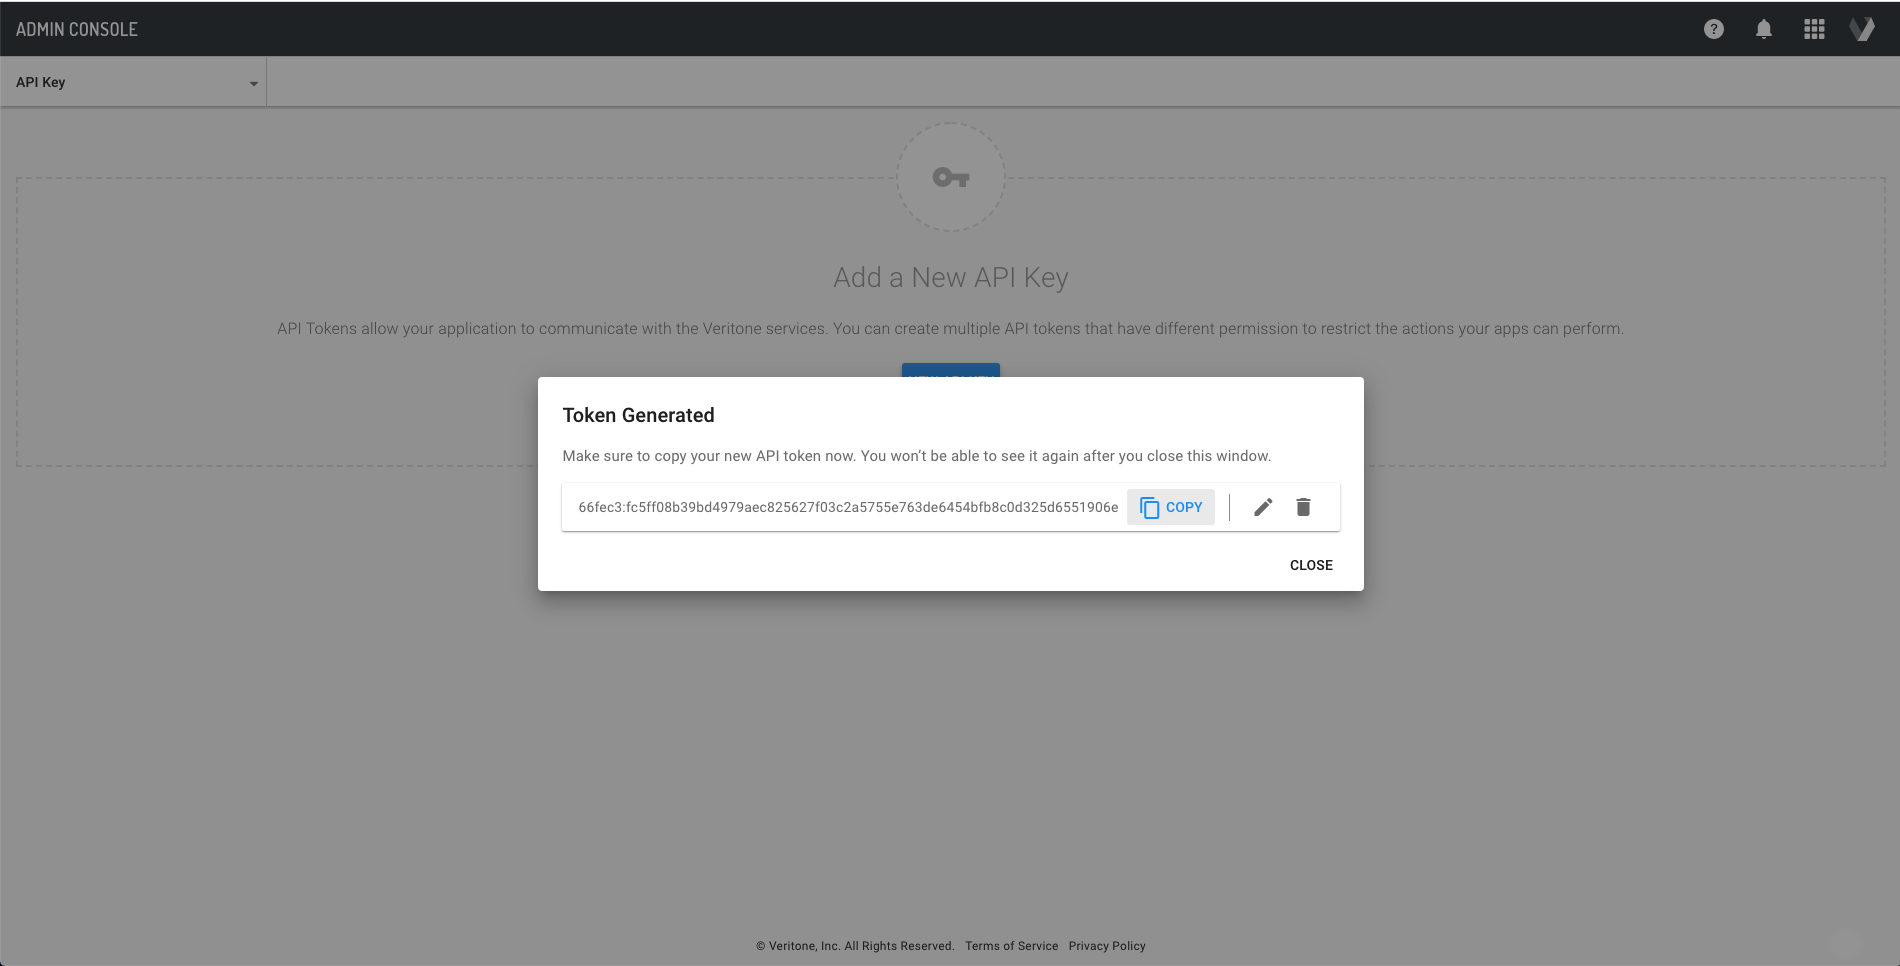 ADMIN CONSOLE
API Key
Add a New API Key
API Tokens allow your application to communicate with the Veritone services. You can create multiple API tokens that have different permission to restrict the actions your apps can perform.
Token Generated
Make sure to copy your new API token now. You won’t be able to see it again after you close this window.
66fec3:fc5ff08b39bd4979aec825627f03c2a5755e763de6454bfb8c0d325d6551906e COPY
CLOSE
© Veritone, Inc. All Rights Reserved. Terms of Service Privacy Policy